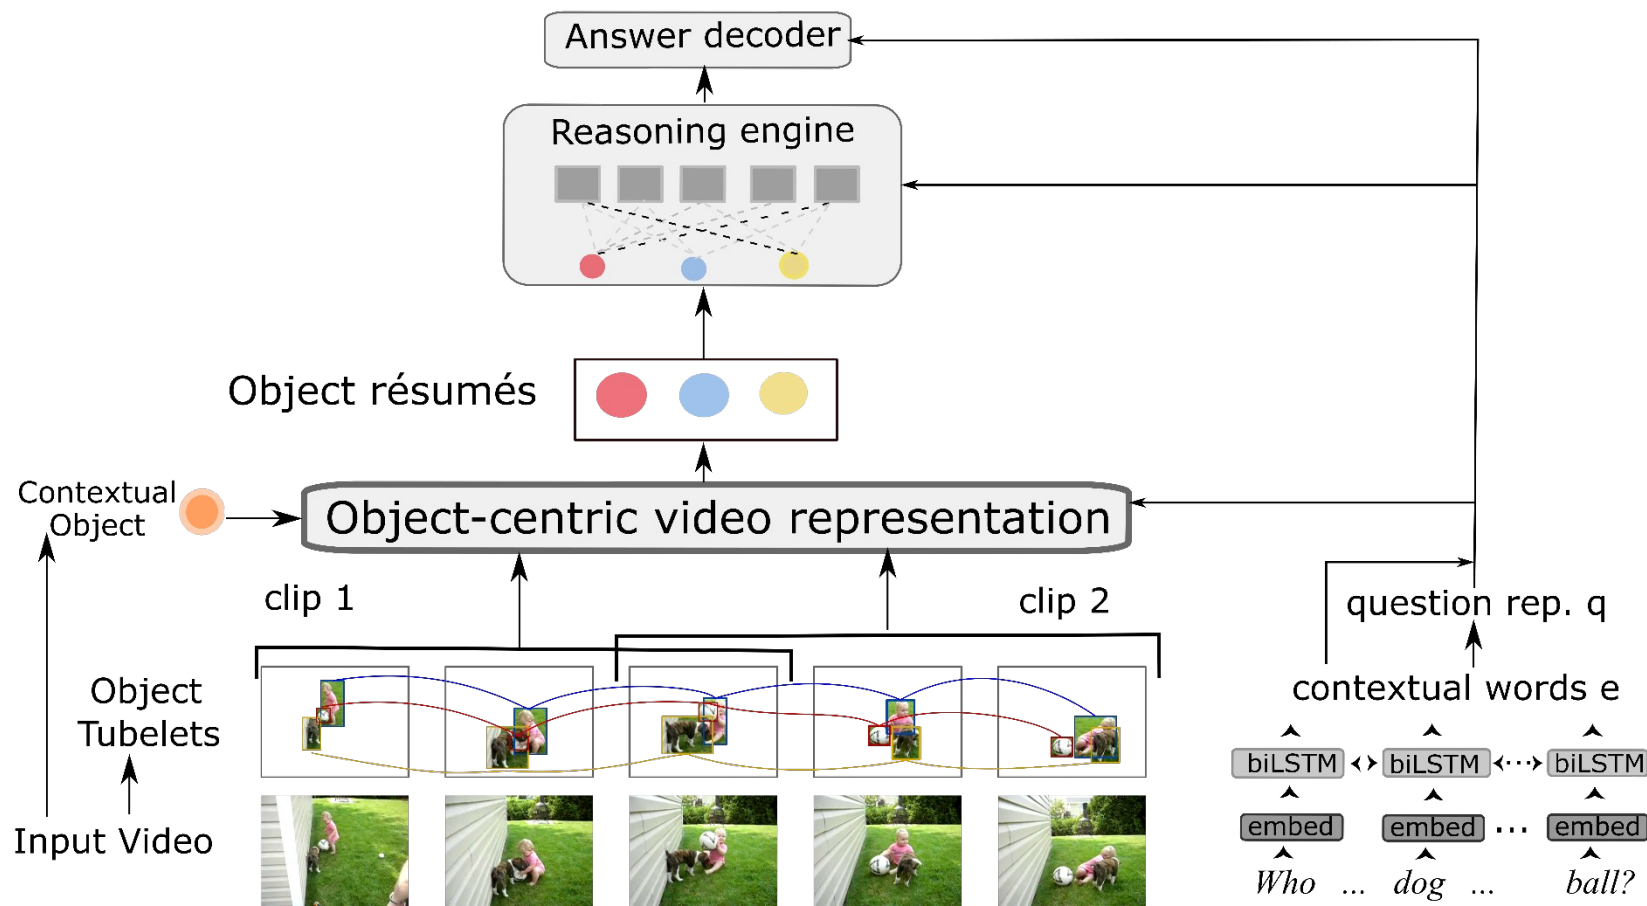 Answer decoder
Reasoning engine
Object résumés
Contextual
Object
Object-centric video representation
clip 1
clip 2
question rep. q
Object
Tubelets
contextual words e
biLSTM
biLSTM
...
biLSTM
Input Video
embed
embed
...
embed
Who ... dog ... ball?